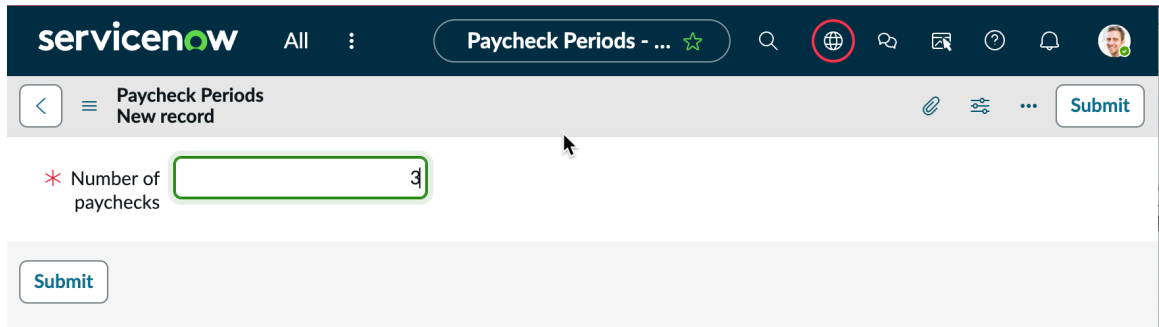 servicenow
All
Paycheck Periods - ...
Paycheck Periods
New record
Submit
Number of
paychecks
3
Submit